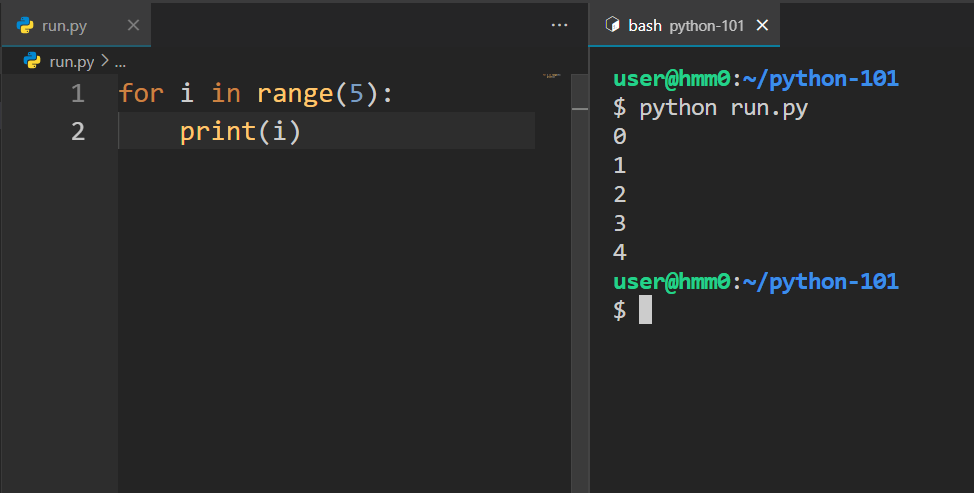 run.py
run.py > ...
1 for i in range(5):
2     print(i)
bash python-101
user@hmm0:~/python-101
$ python run.py
0
1
2
3
4
user@hmm0:~/python-101
$